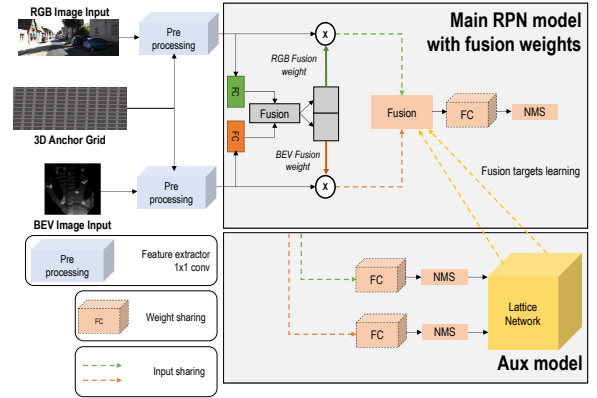 RGB Image Input
Pre
processing
3D Anchor Grid
Pre
processing
BEV Image Input
Main RPN model
with fusion weights
RGB Fusion
weight
FC
FC
Fusion
BEV Fusion
weight
X
X
Fusion
FC
NMS
Fusion targets learning
FC
NMS
FC
NMS
Lattice
Network
Aux model
Pre
processing
Feature extractor
1x1 conv
FC
Weight sharing
Input sharing